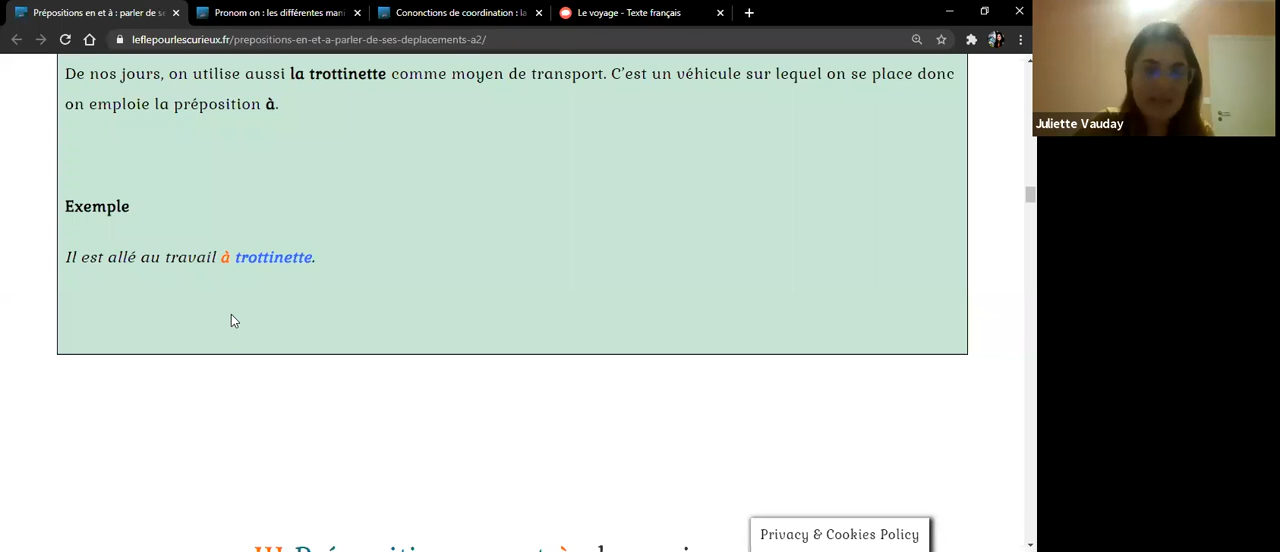 Prépositions en et à : parler de se
Pronom on : les différentes mani
Cononctions de coordination : la
Le voyage - Texte français
leflepourlescurieux.fr/prepositions-en-et-a-parler-de-ses-deplacements-a2/
De nos jours, on utilise aussi la trottinette comme moyen de transport. C'est un véhicule sur lequel on se place donc
on emploie la préposition à.
Juliette Vauday
Exemple
Il est allé au travail à trottinette.
Privacy & Cookies Policy